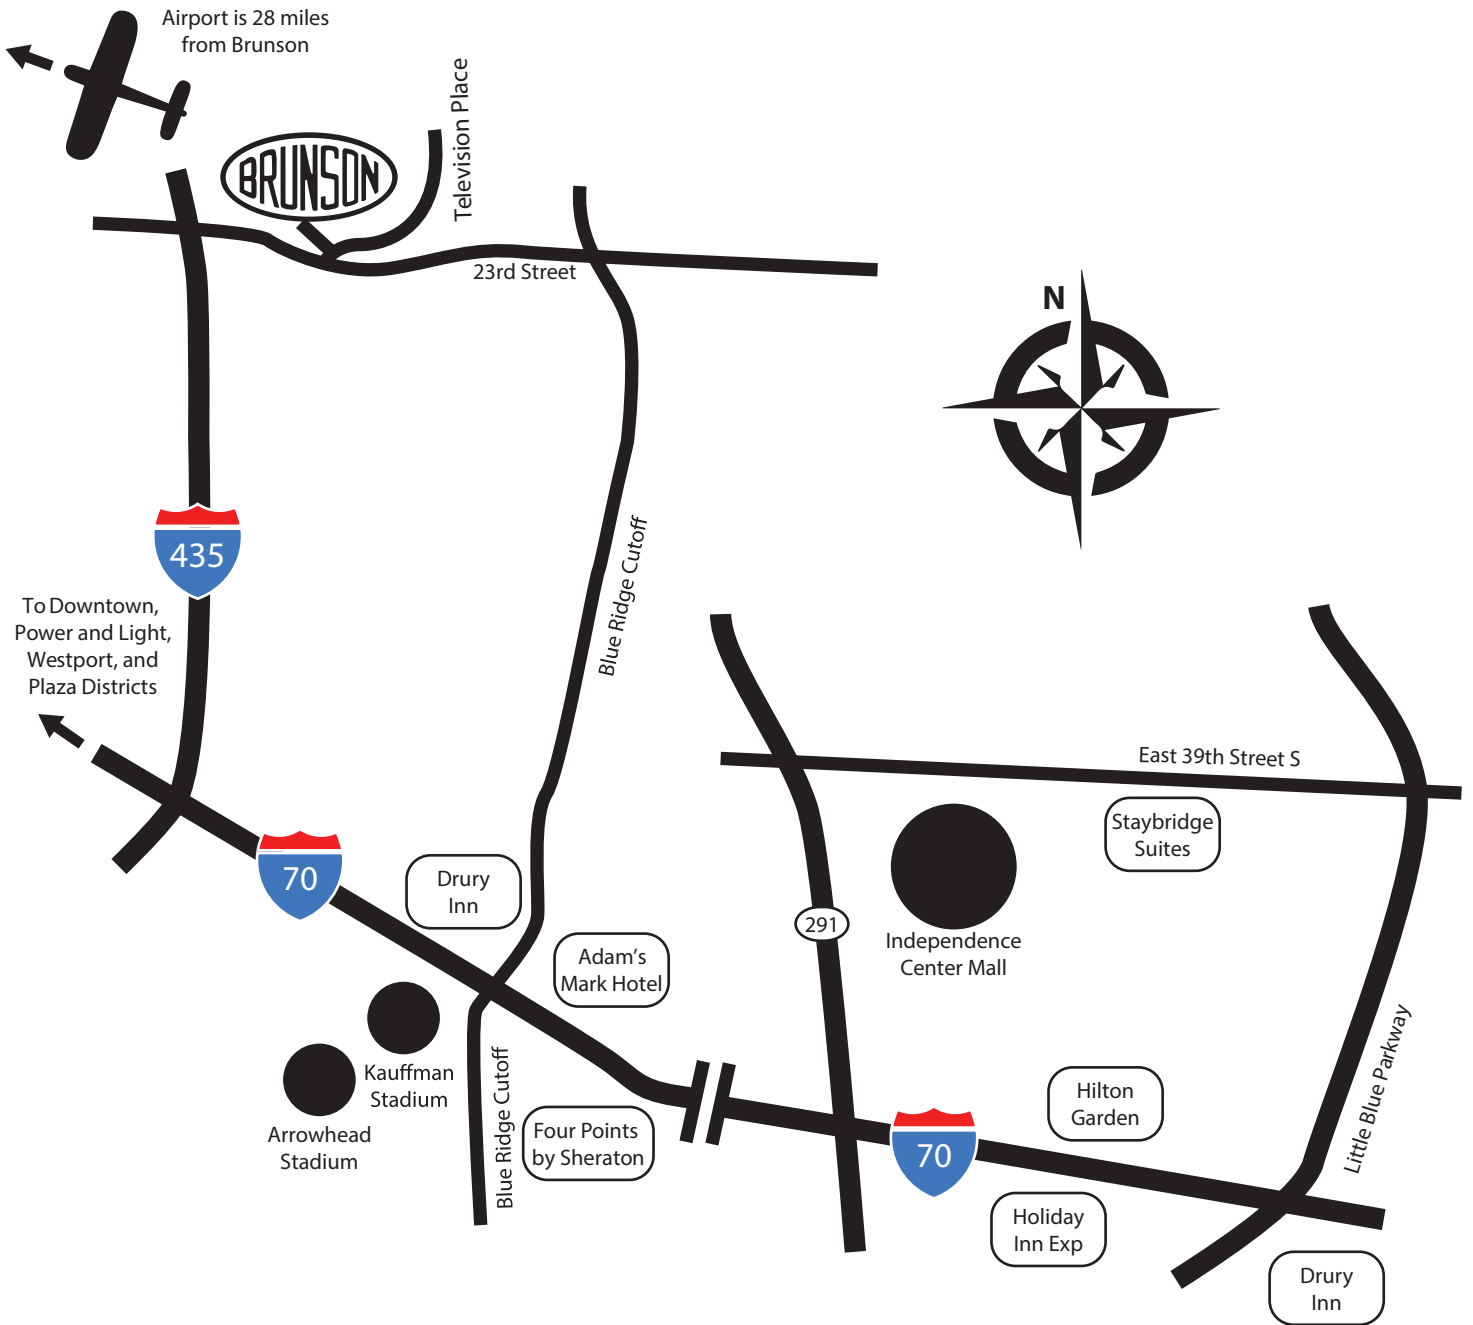 Airport is 28 miles
from Brunson
BRUNSON
Television Place
23rd Street
N
435
Blue Ridge Cutoff
To Downtown,
Power and Light,
Westport, and
Plaza Districts
East 39th Street S
Staybridge
Suites
70
Drury
Inn
291
Independence
Center Mall
Adam's
Mark Hotel
Kauffman
Stadium
Arrowhead
Stadium
Blue Ridge Cutoff
Four Points
by Sheraton
Hilton
Garden
Little Blue Parkway
70
Holiday
Inn Exp
Drury
Inn